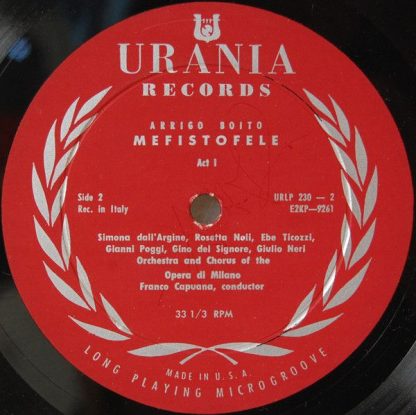 URANIA
RECORDS
ARRIGO BOITO
MEFISTOFELE
Act I
Side 2
Rec. in Italy
URLP 230 — 2
E2KP—9261
Simona dall'Argine, Rosetta Noli, Ebe Ticozzi,
Gianni Poggi, Gino del Signore, Giulio Neri
Orchestra and Chorus of the
Opera di Milano
Franco Capuana, conductor
33 1/3 RPM
MADE IN U.S.A.
LONG PLAYING MICROGROOVE